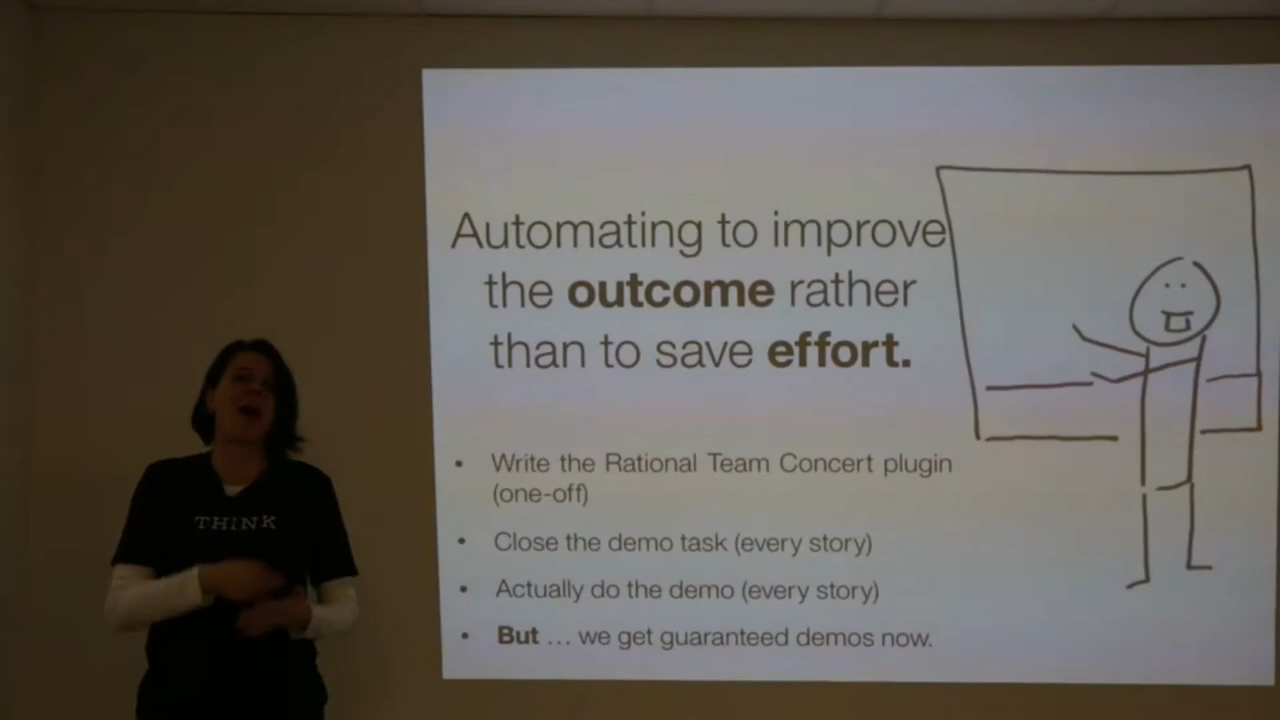 Automating to improve
the outcome rather
than to save effort.
• Write the Rational Team Concert plugin
(one-off)
• Close the demo task (every story)
• Actually do the demo (every story)
• But … we get guaranteed demos now.
THINK